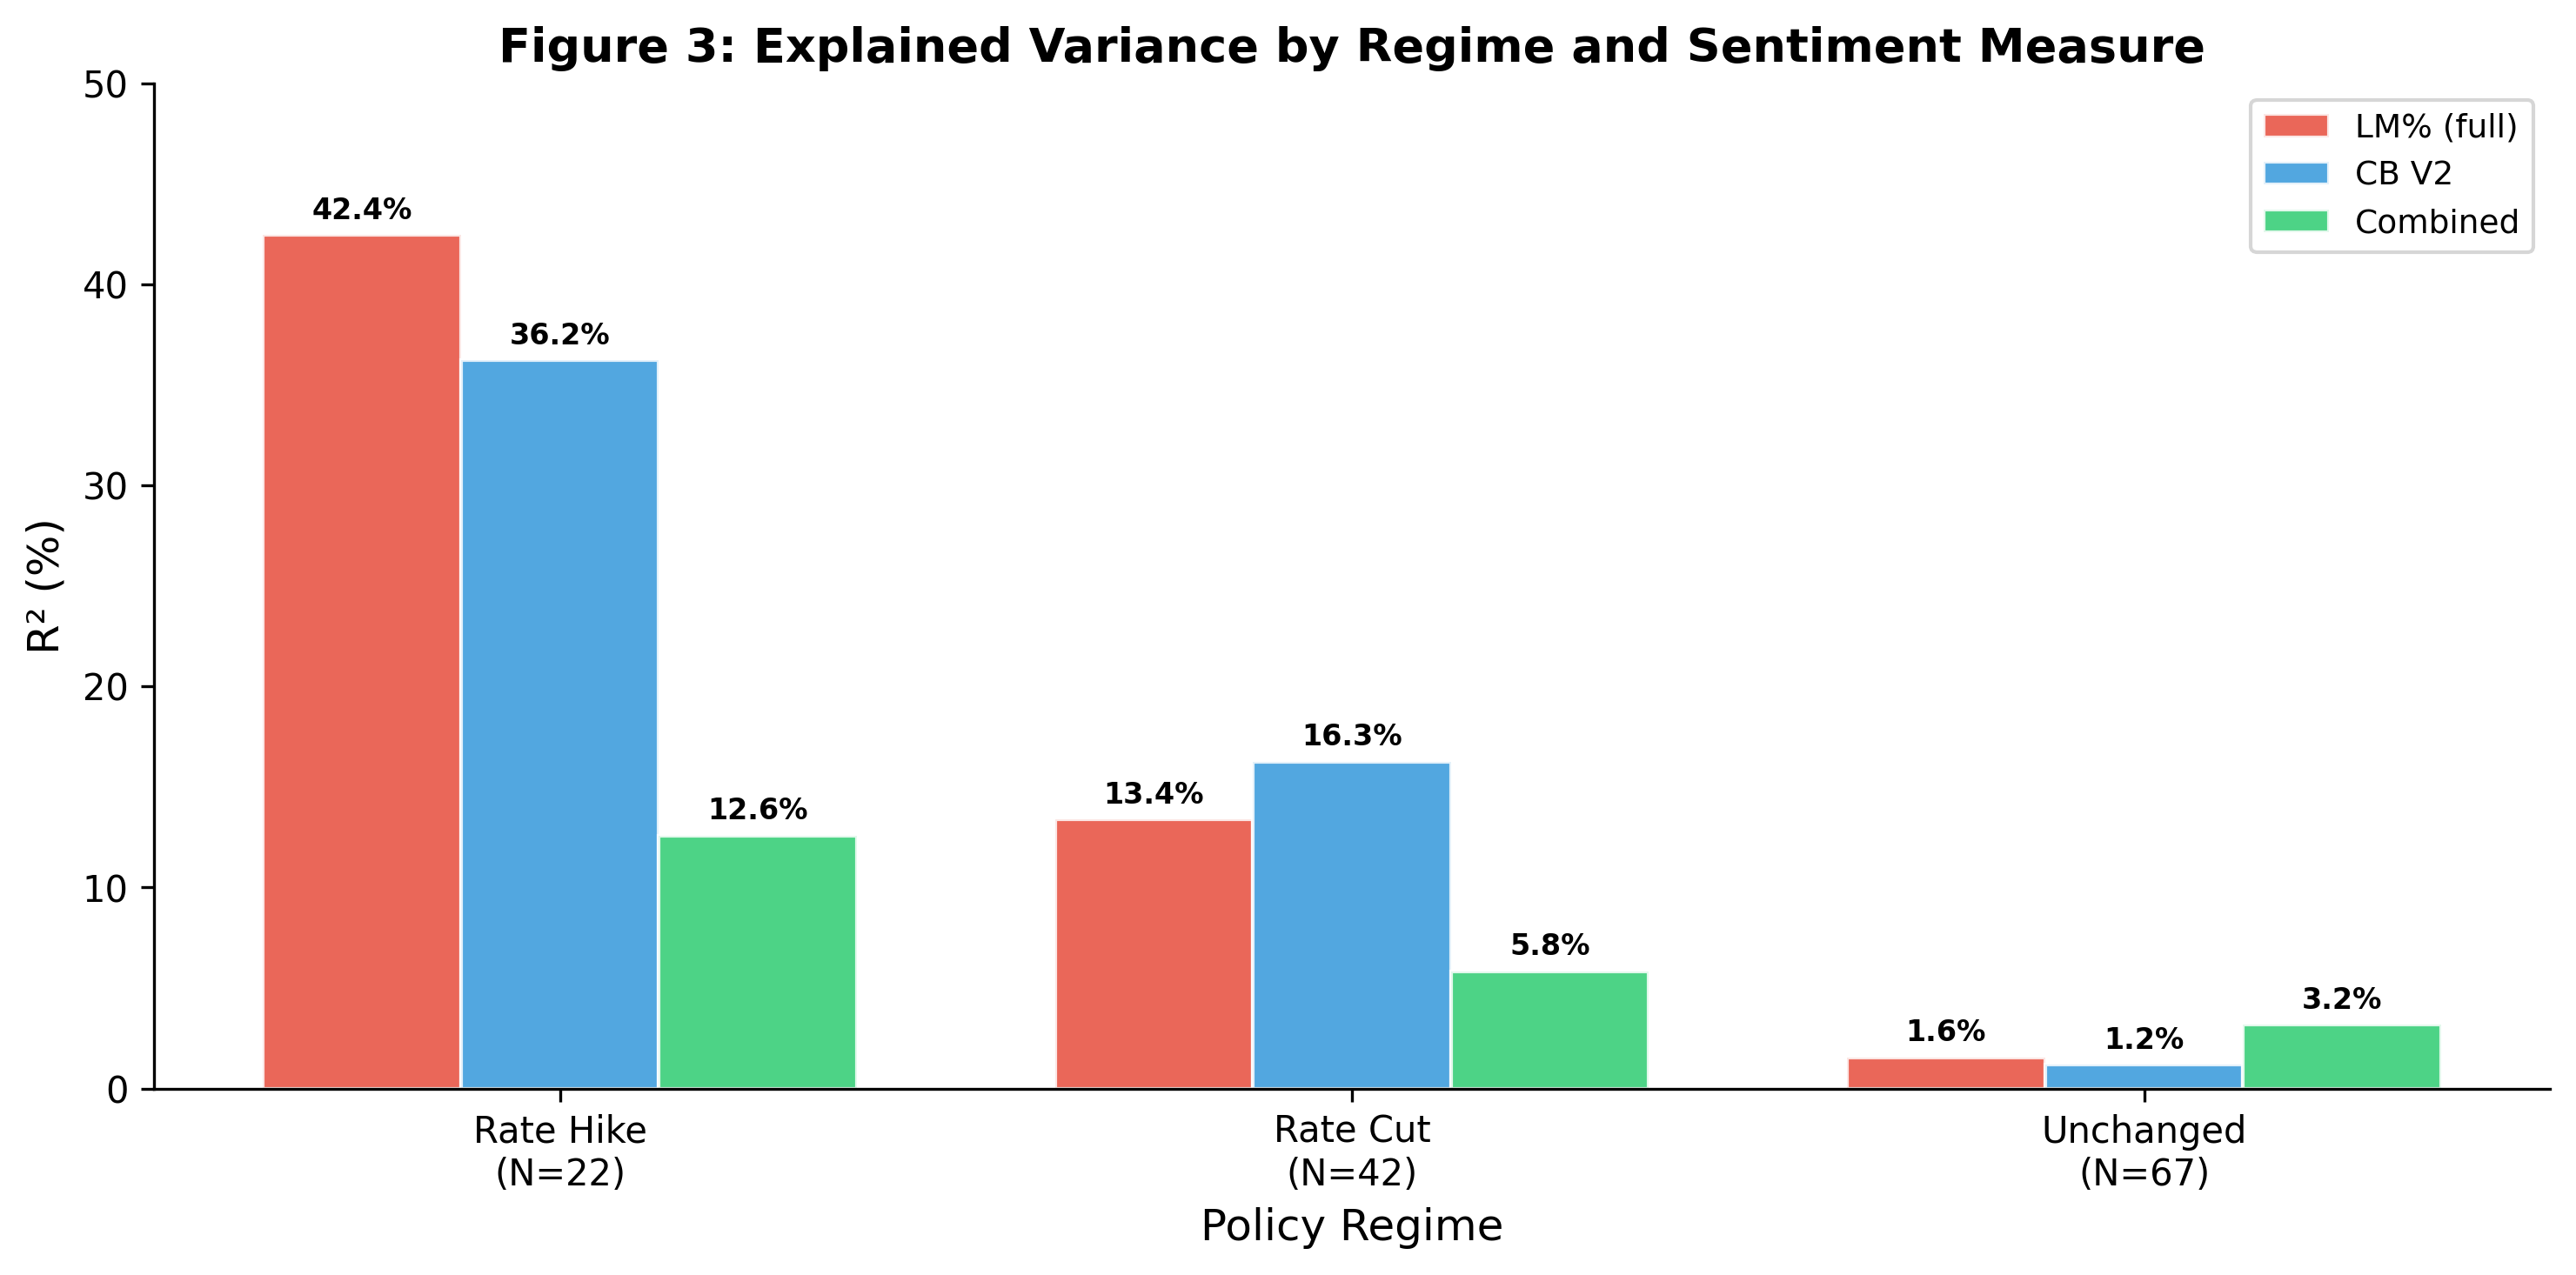 Figure 3: Explained Variance by Regime and Sentiment Measure
50
40
30
20
10
0
R² (%)
LM% (full)
CB V2
Combined
42.4%
36.2%
12.6%
13.4%
16.3%
5.8%
1.6%
1.2%
3.2%
Rate Hike
(N=22)
Rate Cut
(N=42)
Unchanged
(N=67)
Policy Regime